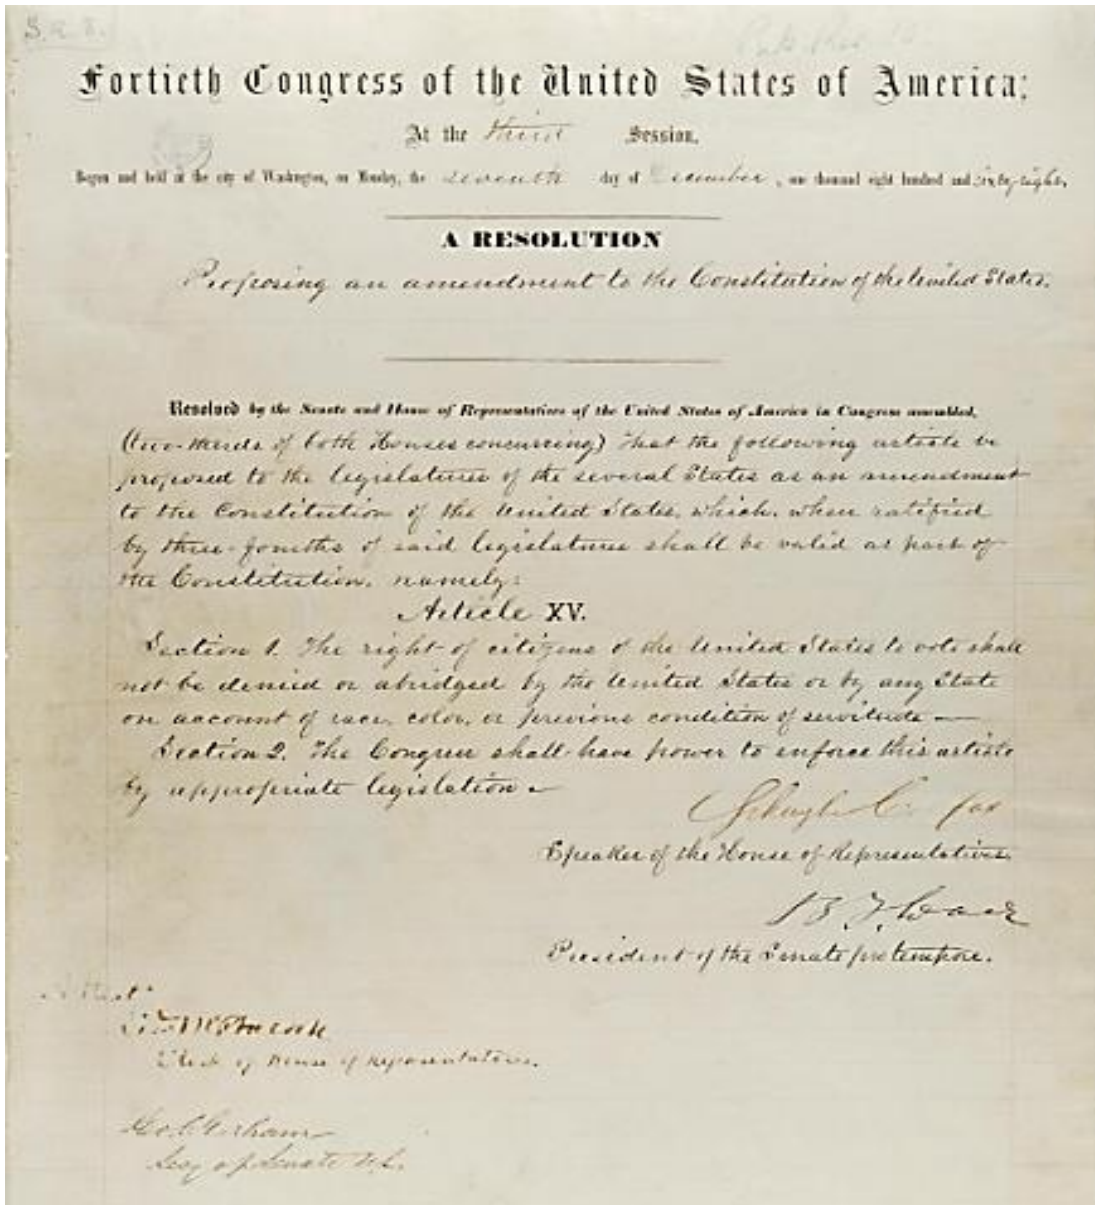 S.R.8.
Fortieth Congress of the United States of America;
At the third Session,
Begun and held at the city of Washington, on Monday, the seventh day of December, one thousand eight hundred and sixty-eight,
A RESOLUTION
Proposing an amendment to the Constitution of the United States.
Resolved by the Senate and House of Representatives of the United States of America in Congress assembled,
(two-thirds of both Houses concurring) That the following article be
proposed to the legislatures of the several States as an amendment
to the Constitution of the United States, which, when ratified
by three-fourths of said legislatures shall be valid as part of
the Constitution, namely:
Article XV.
Section 1. The right of citizens of the United States to vote shall
not be denied or abridged by the United States or by any State
on account of race, color, or previous condition of servitude —
Section 2. The Congress shall have power to enforce this article
by appropriate legislation —
Schuyler Colfax
Speaker of the House of Representatives.
B. F. Wade
President of the Senate pro tempore.
Attest:
Edwd McPherson
Clerk of House of Representatives.
Geo. C. Gorham
Secy of Senate U.S.